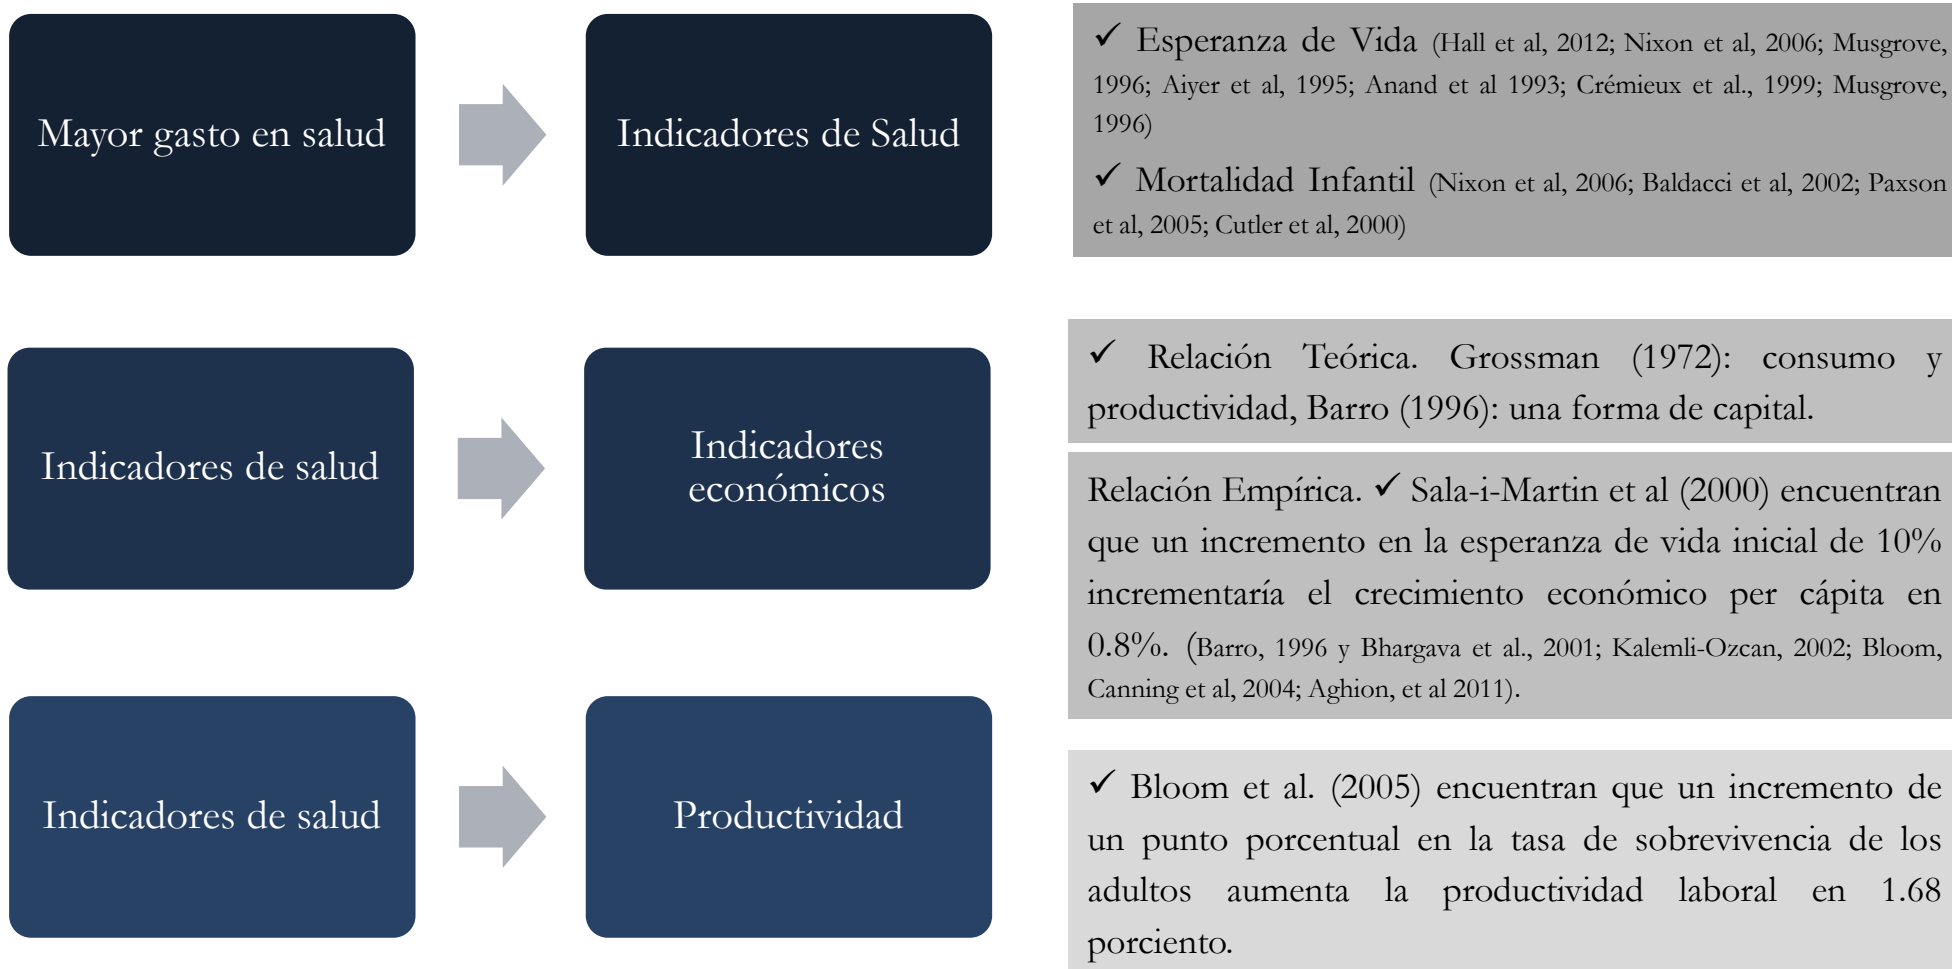 Mayor gasto en salud
Indicadores de Salud
✓ Esperanza de Vida (Hall et al, 2012; Nixon et al, 2006; Musgrove,
1996; Aiyer et al, 1995; Anand et al 1993; Crémieux et al., 1999; Musgrove,
1996)
✓ Mortalidad Infantil (Nixon et al, 2006; Baldacci et al, 2002; Paxson
et al, 2005; Cutler et al, 2000)
Indicadores de salud
Indicadores
económicos
✓ Relación Teórica. Grossman (1972): consumo y
productividad, Barro (1996): una forma de capital.
Relación Empírica. ✓ Sala-i-Martin et al (2000) encuentran
que un incremento en la esperanza de vida inicial de 10%
incrementaría el crecimiento económico per cápita en
0.8%. (Barro, 1996 y Bhargava et al., 2001; Kalemli-Ozcan, 2002; Bloom,
Canning et al, 2004; Aghion, et al 2011).
Indicadores de salud
Productividad
✓ Bloom et al. (2005) encuentran que un incremento de
un punto porcentual en la tasa de sobrevivencia de los
adultos aumenta la productividad laboral en 1.68
porciento.